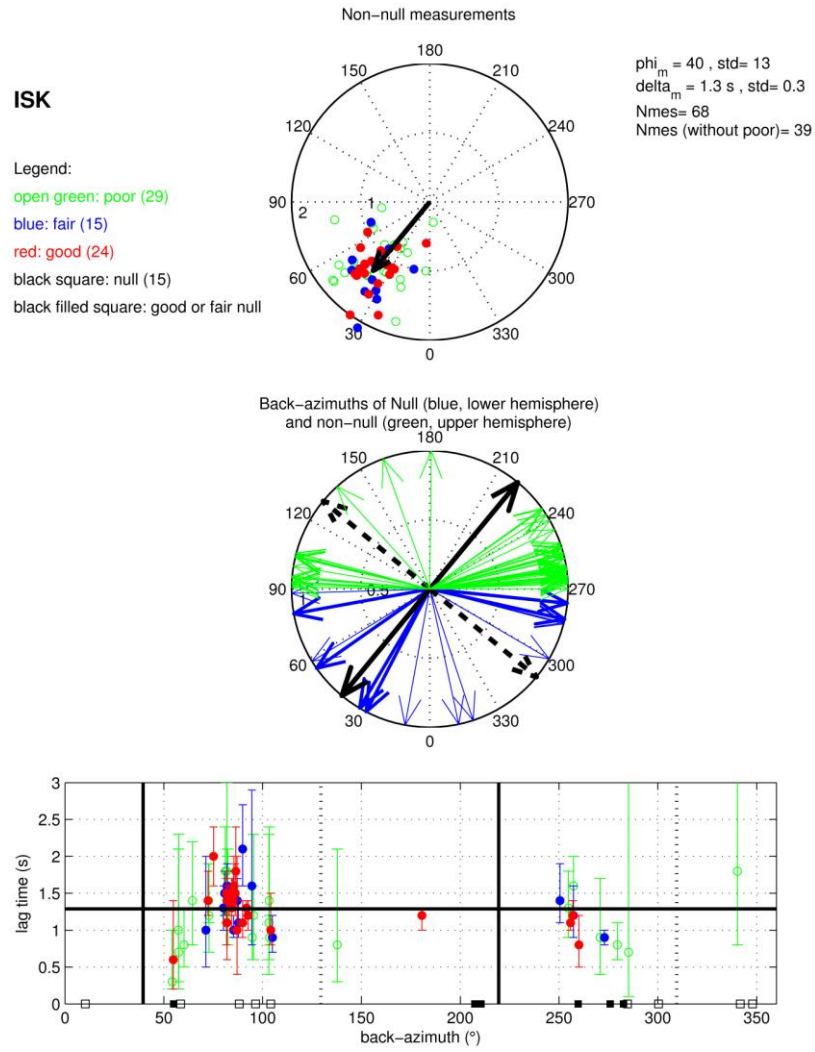 Non−null measurements
180
150
210
120
240
90
270
1
2
60
300
30
330
0
phi_m = 40 , std= 13
delta_m = 1.3 s , std= 0.3
Nmes= 68
Nmes (without poor)= 39
ISK
Legend:
open green: poor (29)
blue: fair (15)
red: good (24)
black square: null (15)
black filled square: good or fair null
Back−azimuths of Null (blue, lower hemisphere)
and non−null (green, upper hemisphere)
180
150
210
120
240
90
270
0.5
1
60
300
30
330
0
3
2.5
2
1.5
1
0.5
0
lag time (s)
0 50 100 150 200 250 300 350
back−azimuth (°)